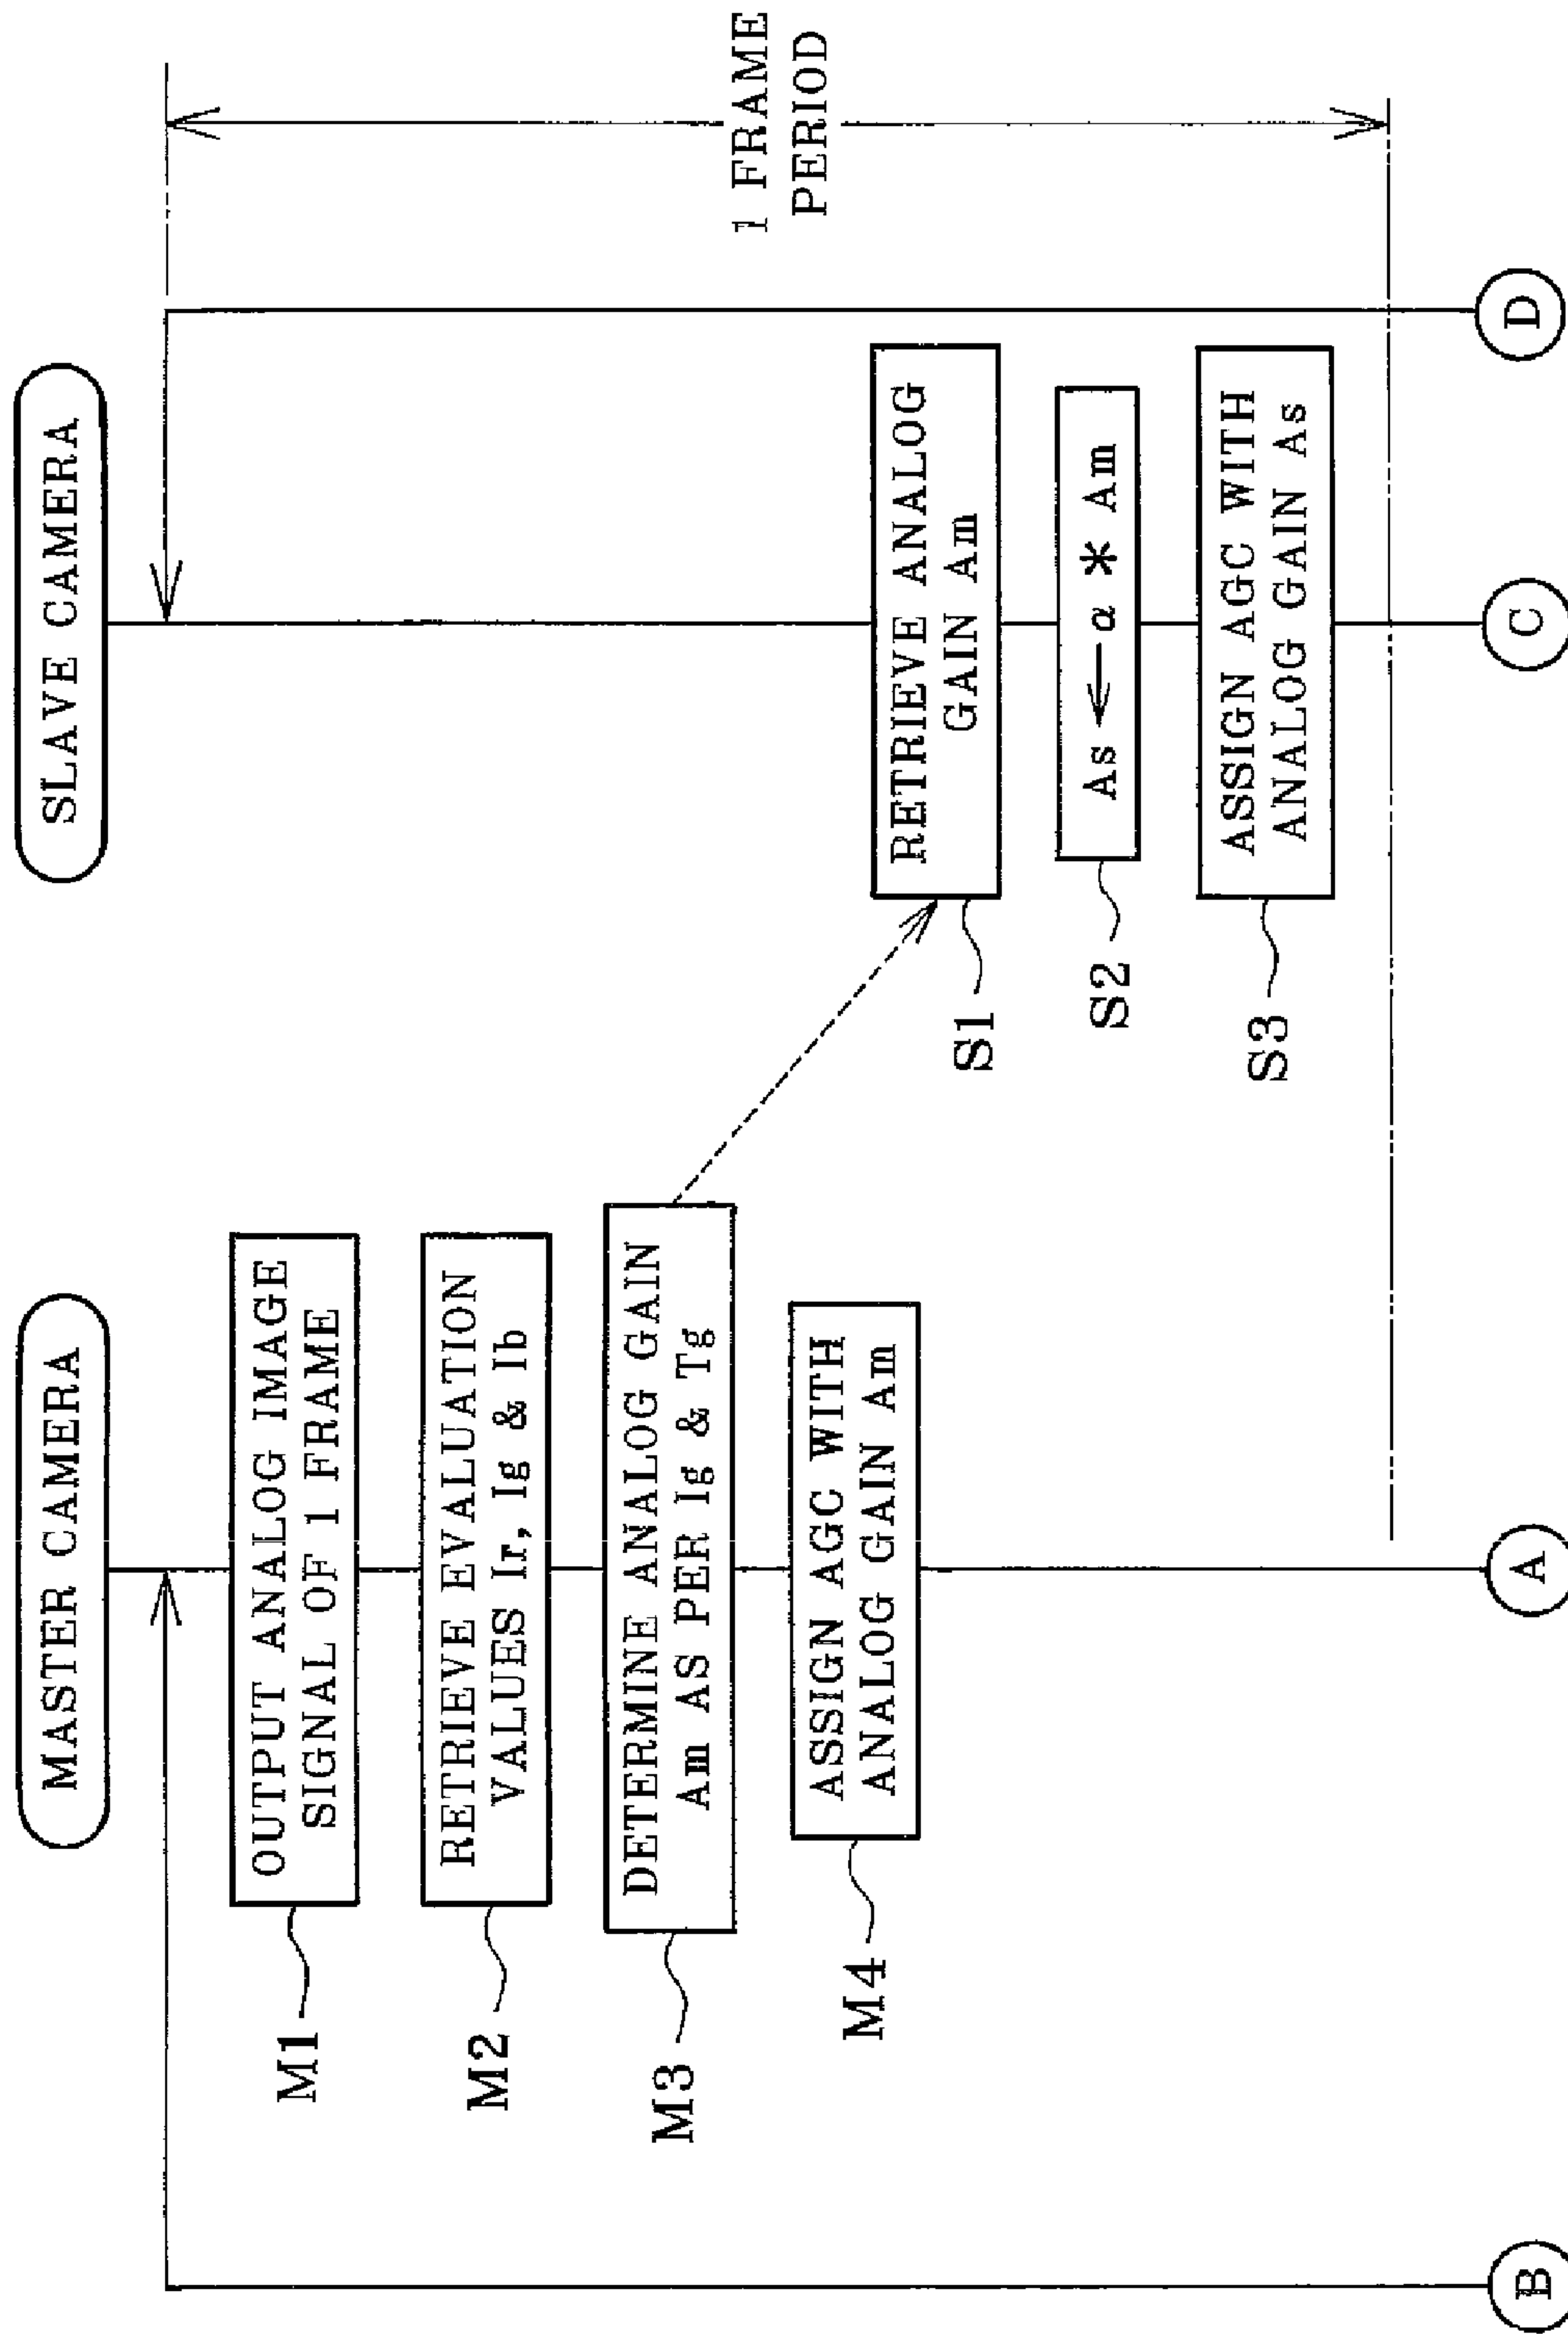 MASTER CAMERA
OUTPUT ANALOG IMAGE
SIGNAL OF 1 FRAME
M1
RETRIEVE EVALUATION
VALUES Ir, Ig & Ib
M2
DETERMINE ANALOG GAIN
Am AS PER Ig & Tg
M3
ASSIGN AGC WITH
ANALOG GAIN Am
M4
B
A
SLAVE CAMERA
RETRIEVE ANALOG
GAIN Am
S1
As ← α * Am
S2
ASSIGN AGC WITH
ANALOG GAIN As
S3
C
D
1 FRAME
PERIOD